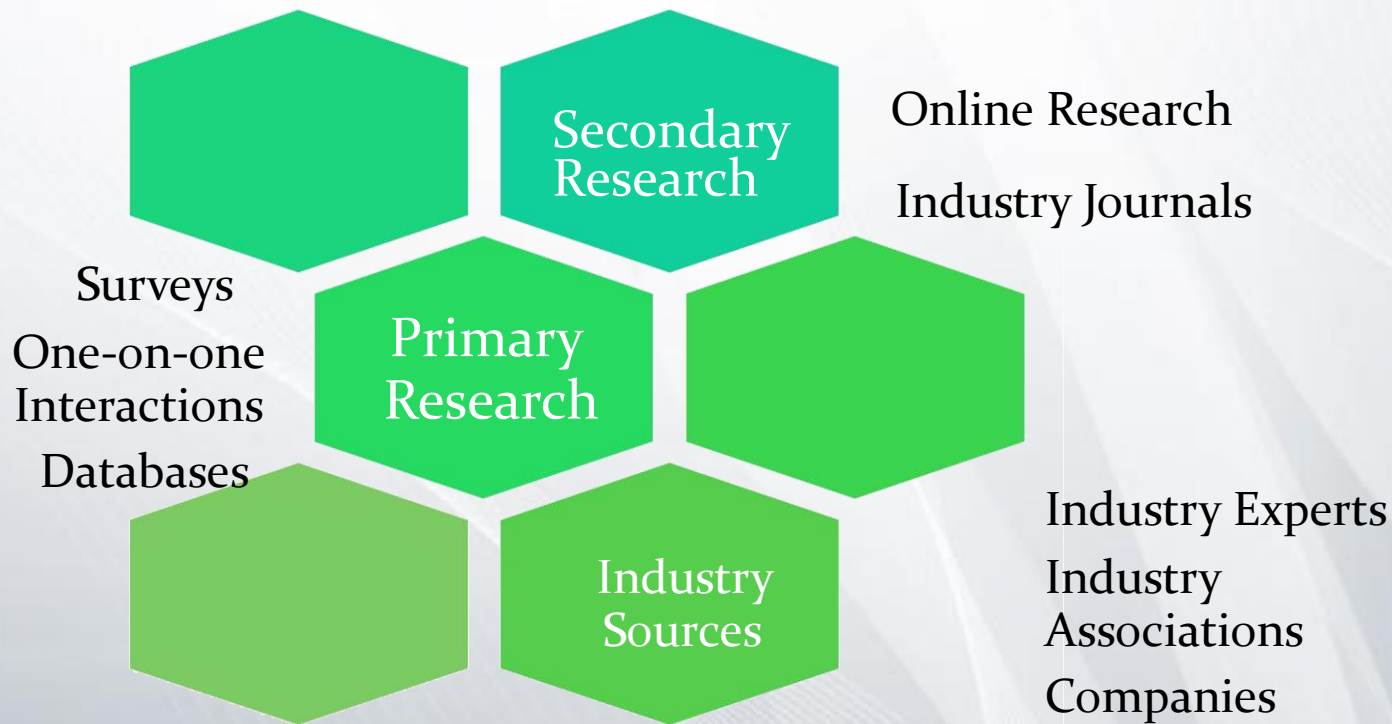 Secondary
Research
Online Research
Industry Journals
Surveys
One-on-one
Interactions
Databases
Primary
Research
Industry
Sources
Industry Experts
Industry
Associations
Companies